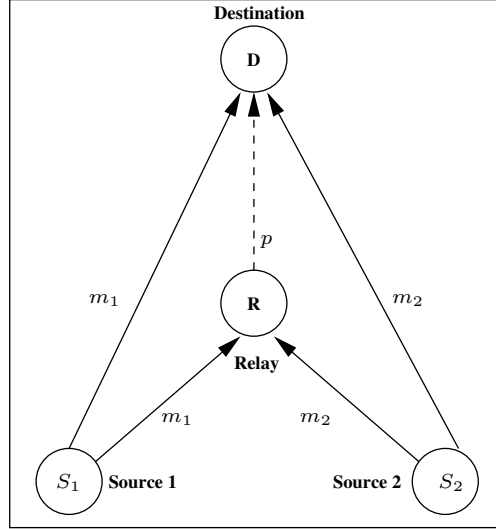 Destination
D
p
m₁
m₂
R
Relay
m₁
m₂
S₁ Source 1
Source 2 S₂